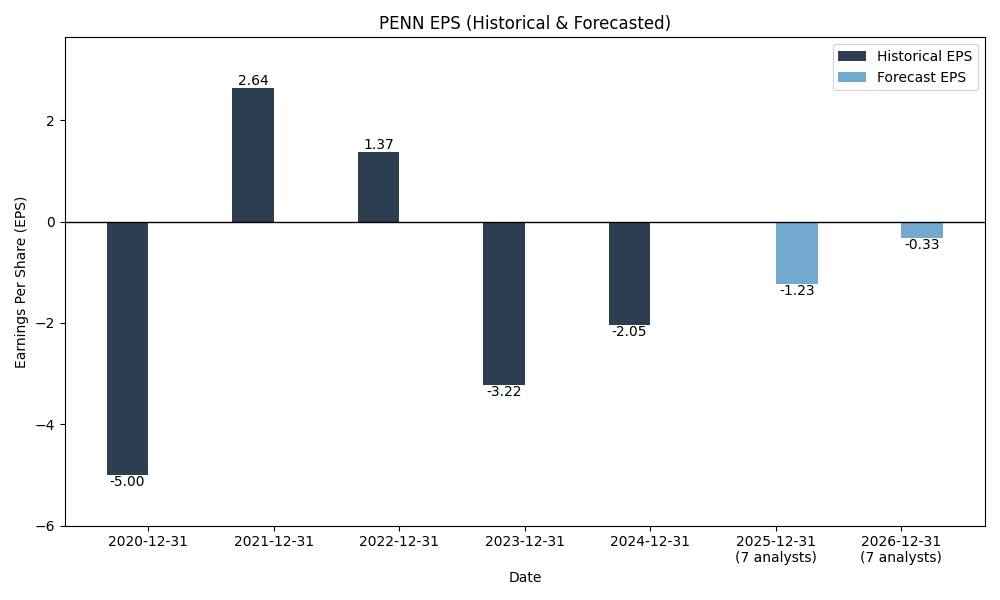 PENN EPS (Historical & Forecasted)
Historical EPS
Forecast EPS
Earnings Per Share (EPS)
2
0
−2
−4
−6
-5.00
2.64
1.37
-3.22
-2.05
-1.23
-0.33
2020-12-31
2021-12-31
2022-12-31
2023-12-31
2024-12-31
2025-12-31
(7 analysts)
2026-12-31
(7 analysts)
Date